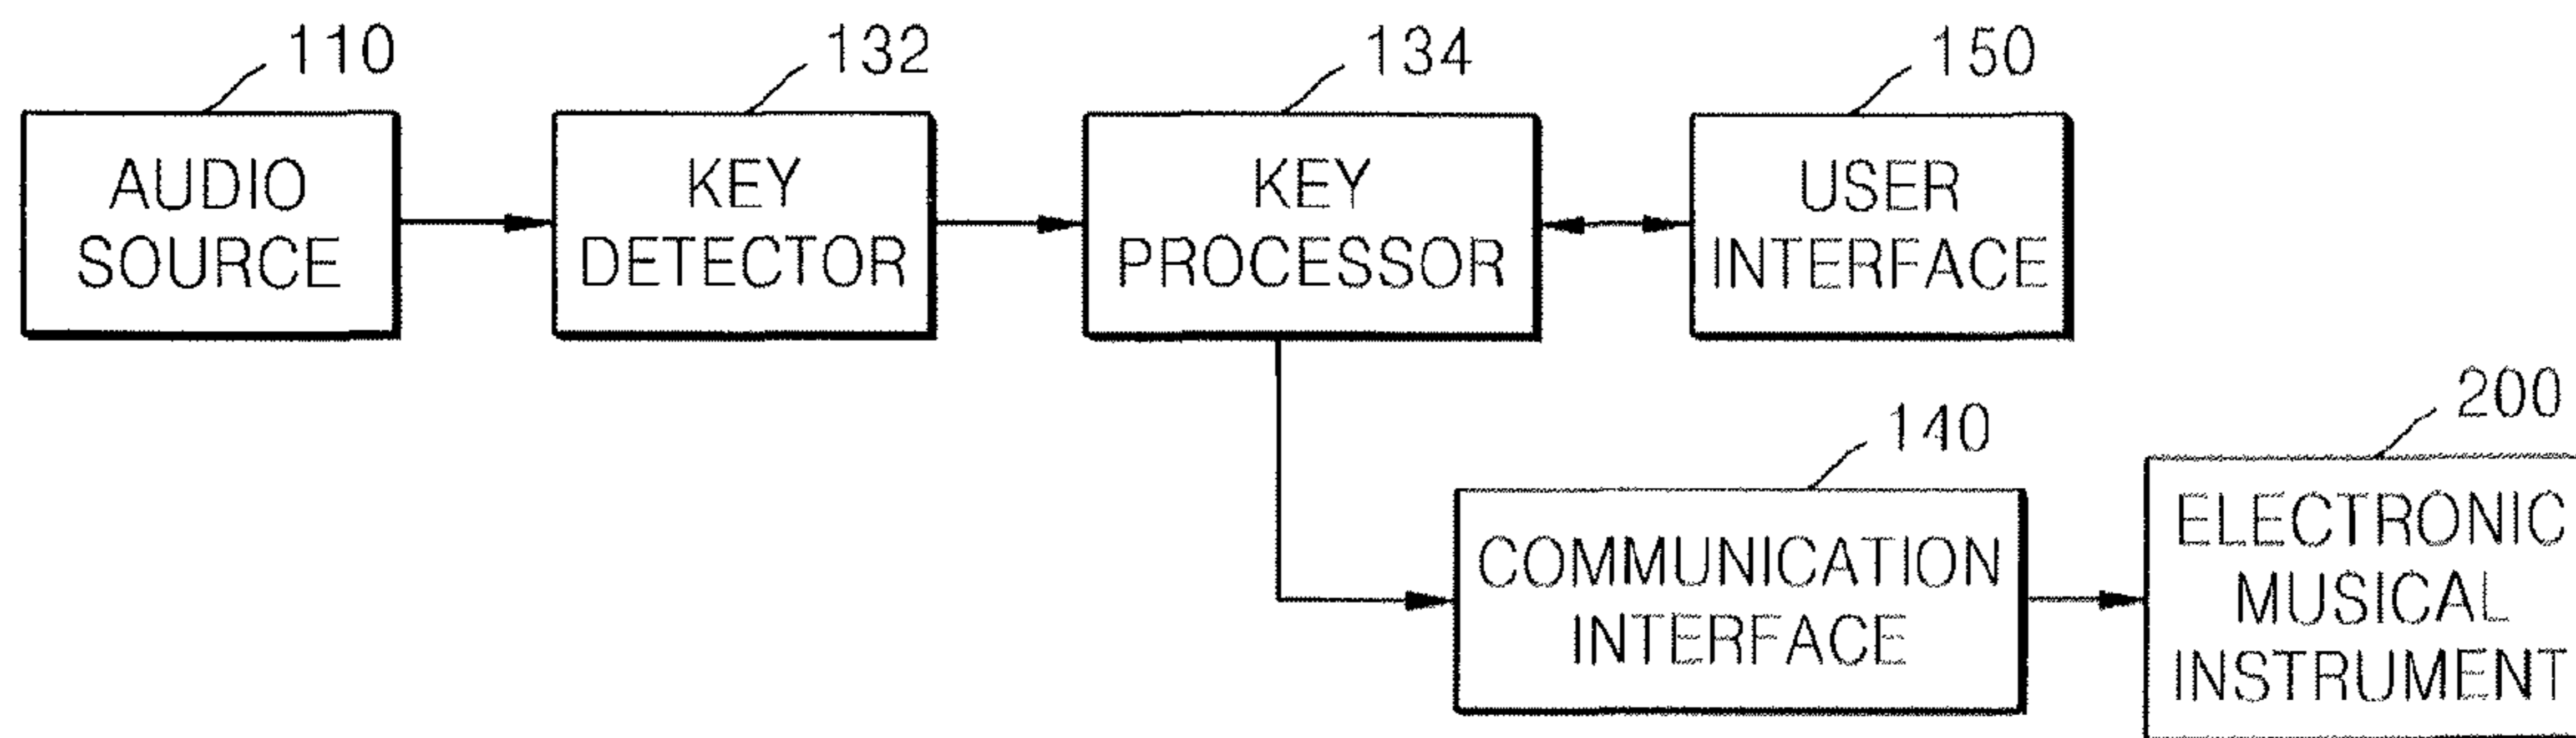 110
132
134
150
AUDIO
SOURCE
KEY
DETECTOR
KEY
PROCESSOR
USER
INTERFACE
140
200
COMMUNICATION
INTERFACE
ELECTRONIC
MUSICAL
INSTRUMENT